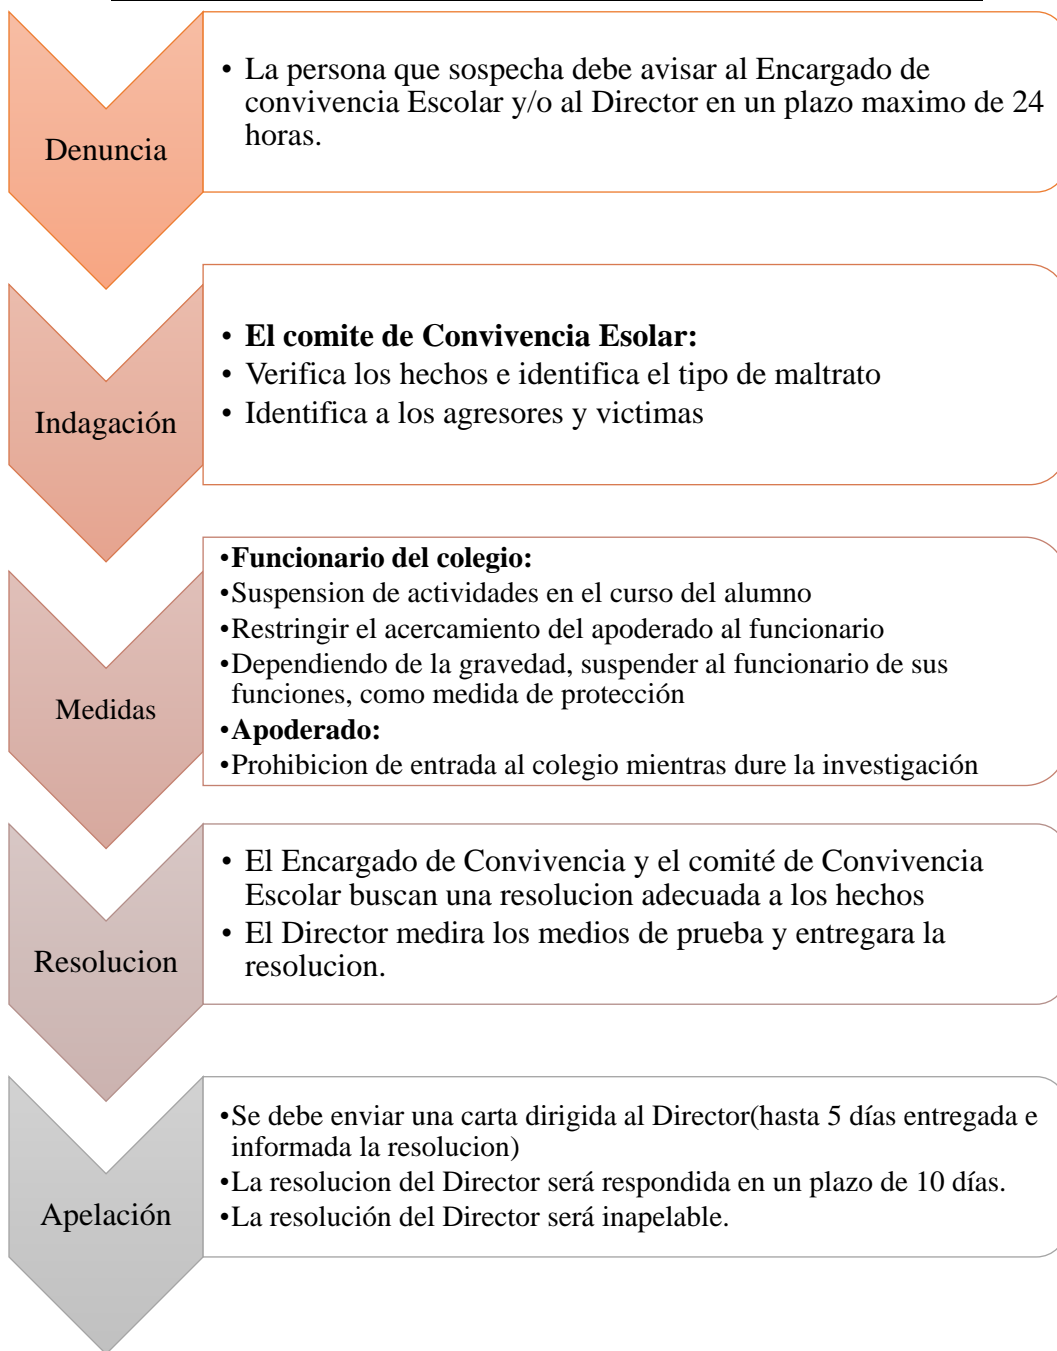 Denuncia
• La persona que sospecha debe avisar al Encargado de
convivencia Escolar y/o al Director en un plazo maximo de 24
horas.
Indagación
• El comite de Convivencia Esolar:
• Verifica los hechos e identifica el tipo de maltrato
• Identifica a los agresores y victimas
Medidas
•Funcionario del colegio:
•Suspension de actividades en el curso del alumno
•Restringir el acercamiento del apoderado al funcionario
•Dependiendo de la gravedad, suspender al funcionario de sus
funciones, como medida de protección
•Apoderado:
•Prohibicion de entrada al colegio mientras dure la investigación
Resolucion
• El Encargado de Convivencia y el comité de Convivencia
Escolar buscan una resolucion adecuada a los hechos
• El Director medira los medios de prueba y entregara la
resolucion.
Apelación
•Se debe enviar una carta dirigida al Director(hasta 5 días entregada e
informada la resolucion)
•La resolucion del Director será respondida en un plazo de 10 días.
•La resolución del Director será inapelable.